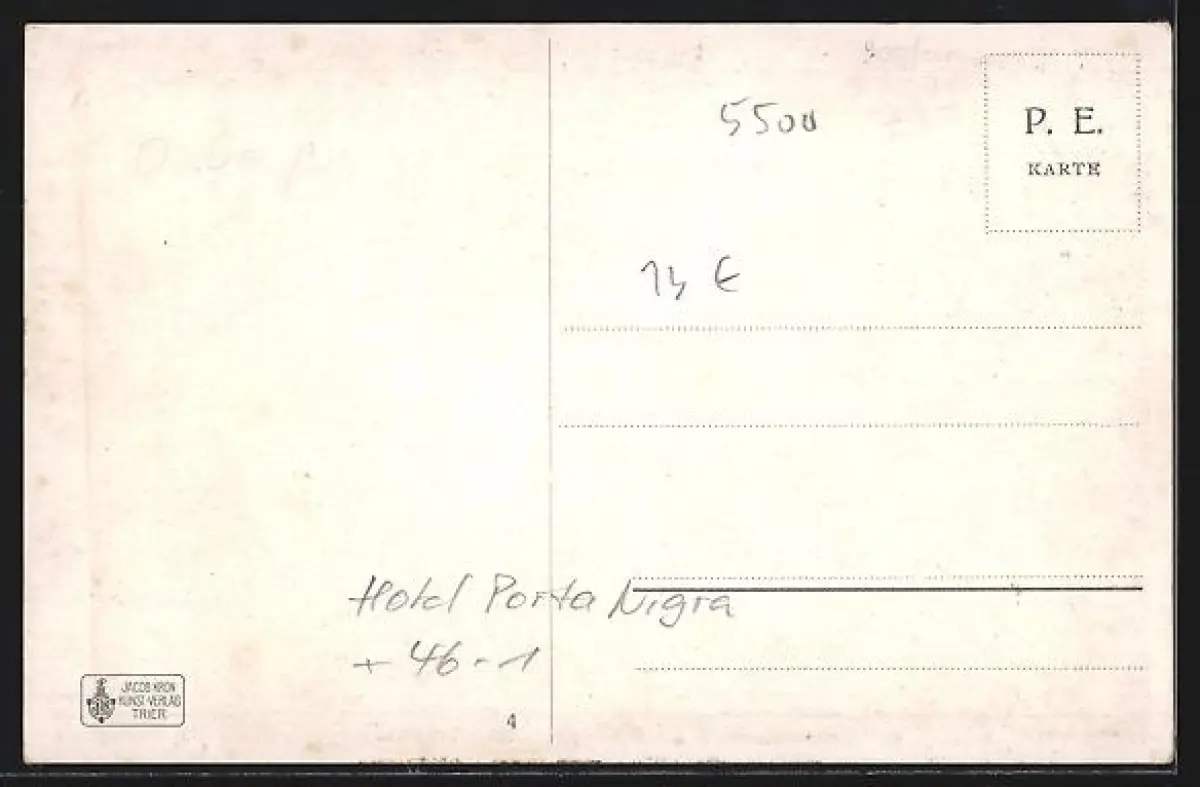 5500
P. E.
KARTE
13 €
Hotel Porta Nigra
+ 46.-1
JACOB KRON
KUNST-VERLAG
TRIER
4